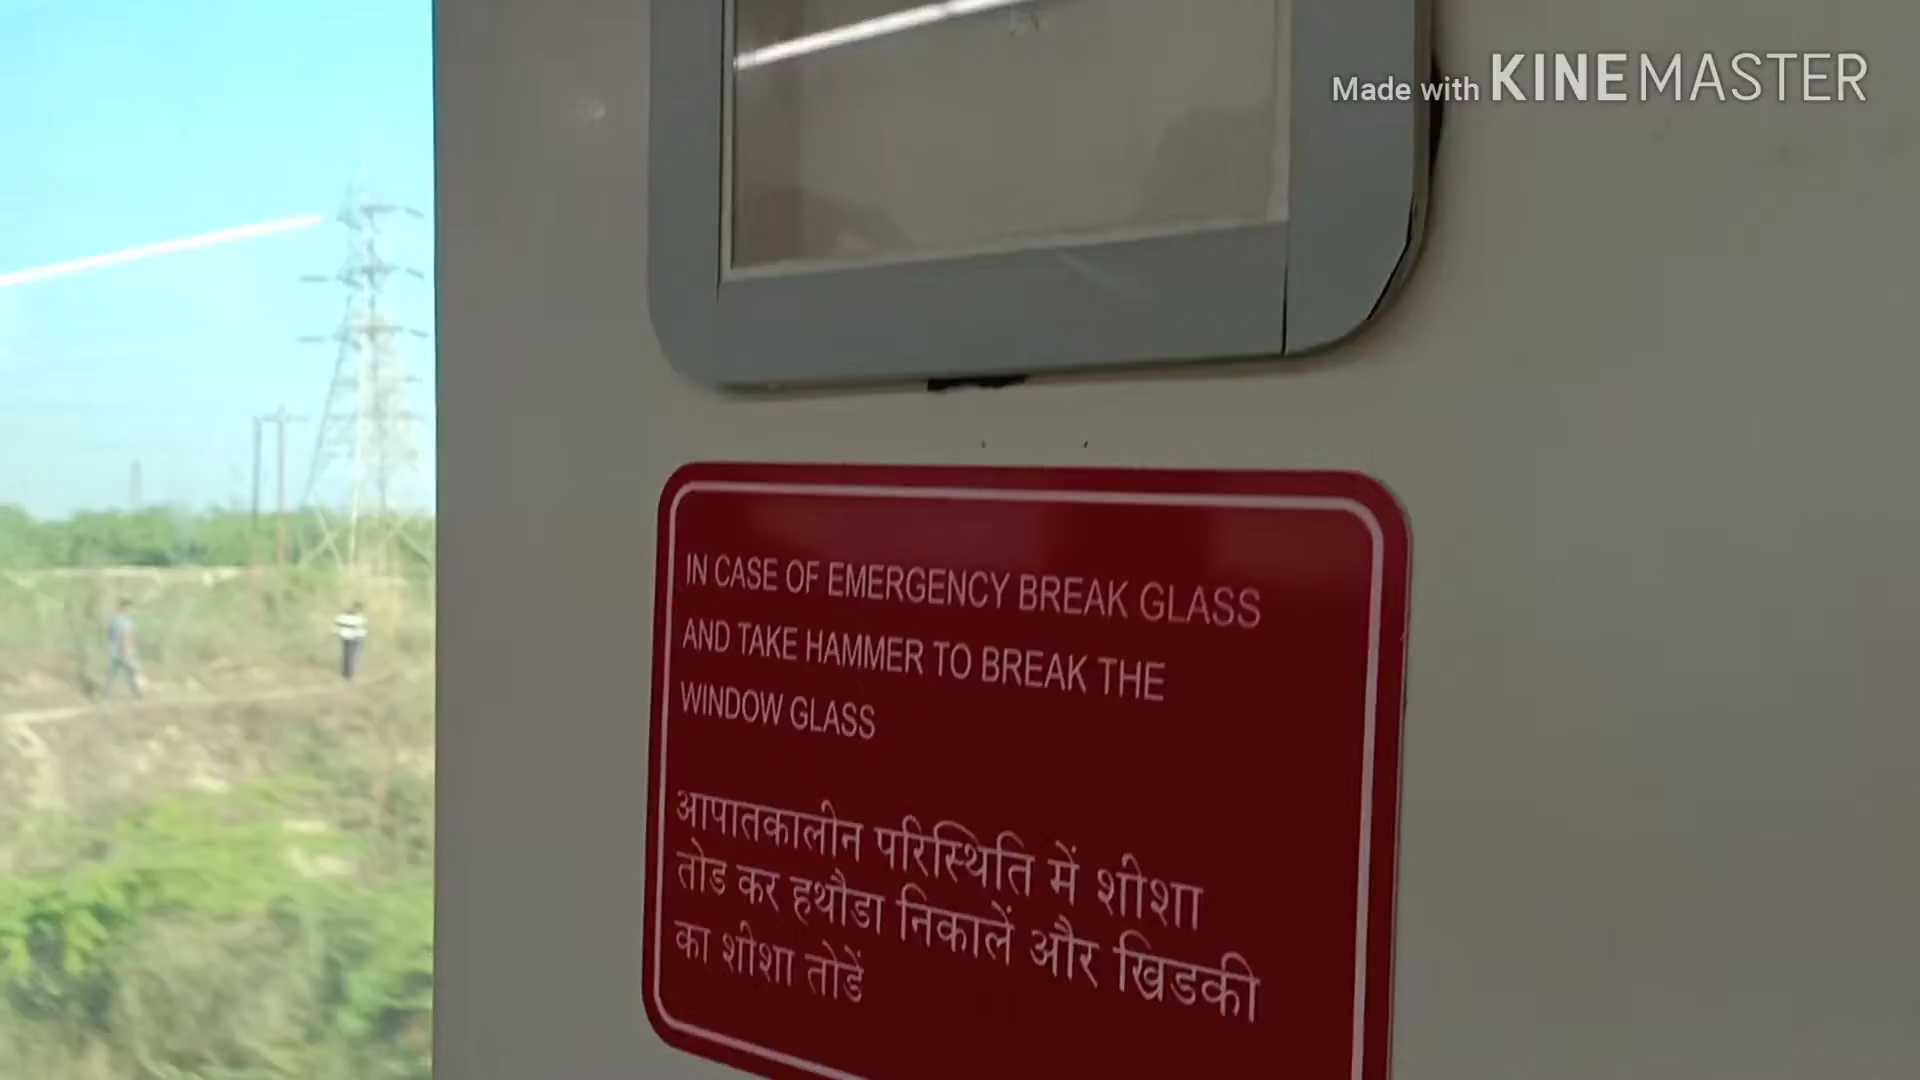 Made with KINEMASTER
IN CASE OF EMERGENCY BREAK GLASS
AND TAKE HAMMER TO BREAK THE
WINDOW GLASS
आपातकालीन परिस्थिति में शीशा
तोड कर हथौडा निकालें और खिडकी
का शीशा तोडें